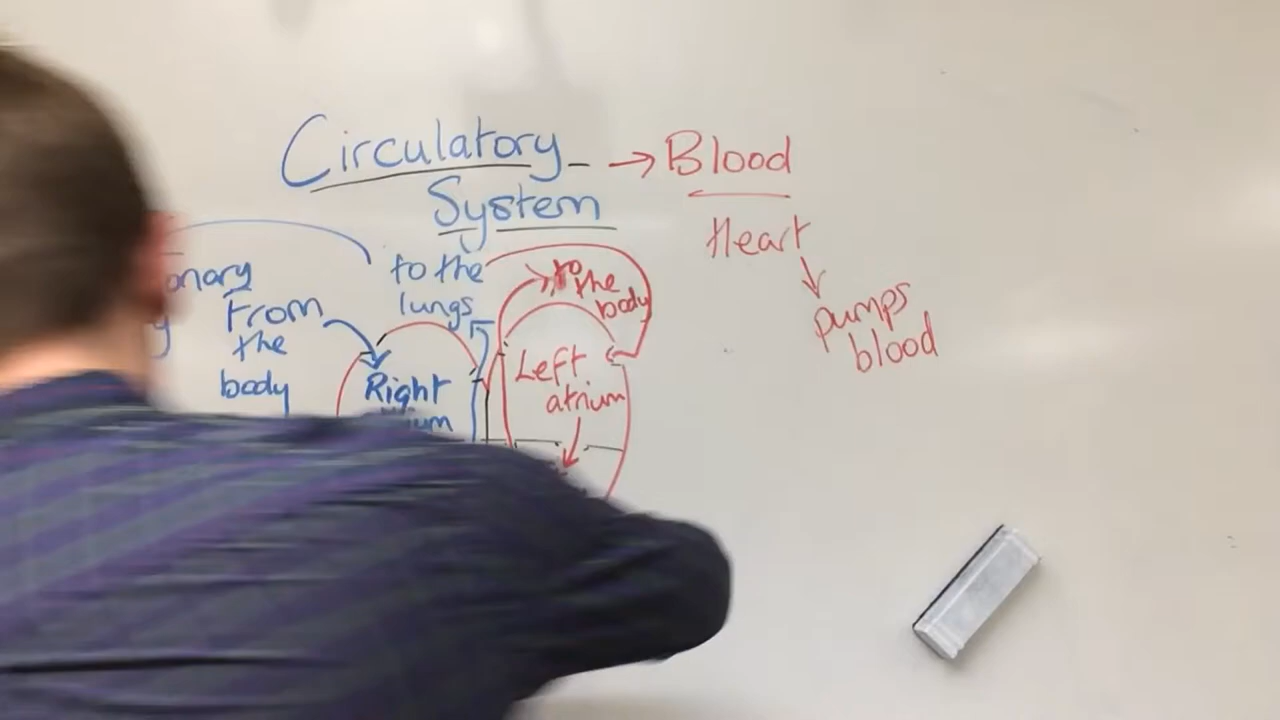 Circulatory → Blood
System
Heart
pumps
blood
From
the
body
to the
lungs
to
the
body
Right
Left
atrium